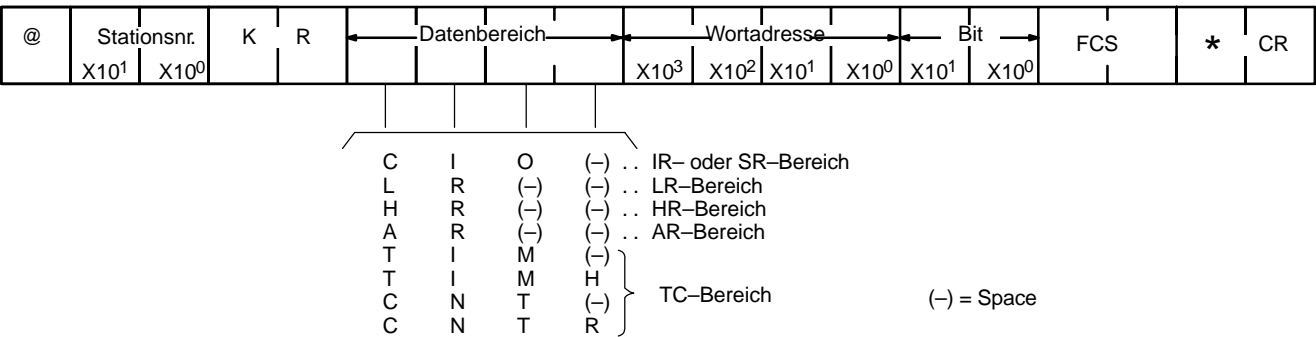 @ Stationsnr. K R Datenbereich Wortadresse Bit FCS * CR
X10¹ X10⁰ X10³ X10² X10¹ X10⁰ X10¹ X10⁰
C I O (–) . . IR– oder SR–Bereich
L R (–) (–) . . LR–Bereich
H R (–) (–) . . HR–Bereich
A R (–) (–) . . AR–Bereich
T I M (–)
T I M H
TC–Bereich (–) = Space
C N T (–)
C N T R